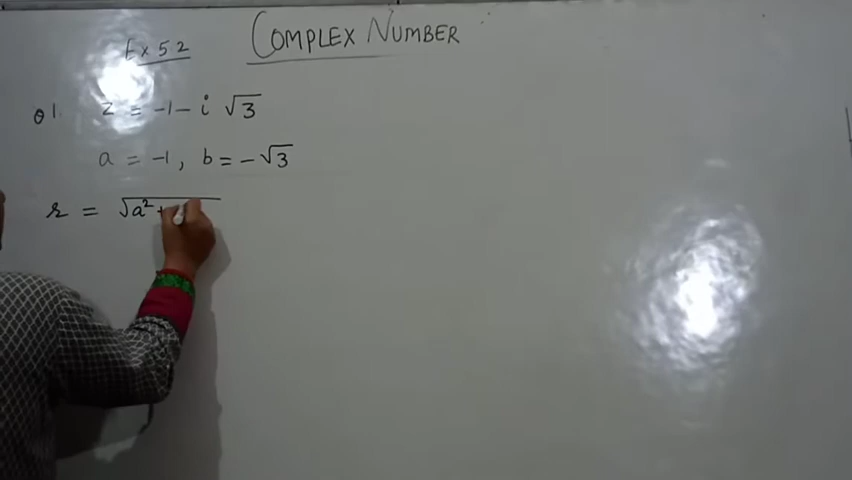 COMPLEX NUMBER
Ex 5 2
Q1. z = -1 - i √3
a = -1, b = -√3
r = √a² +